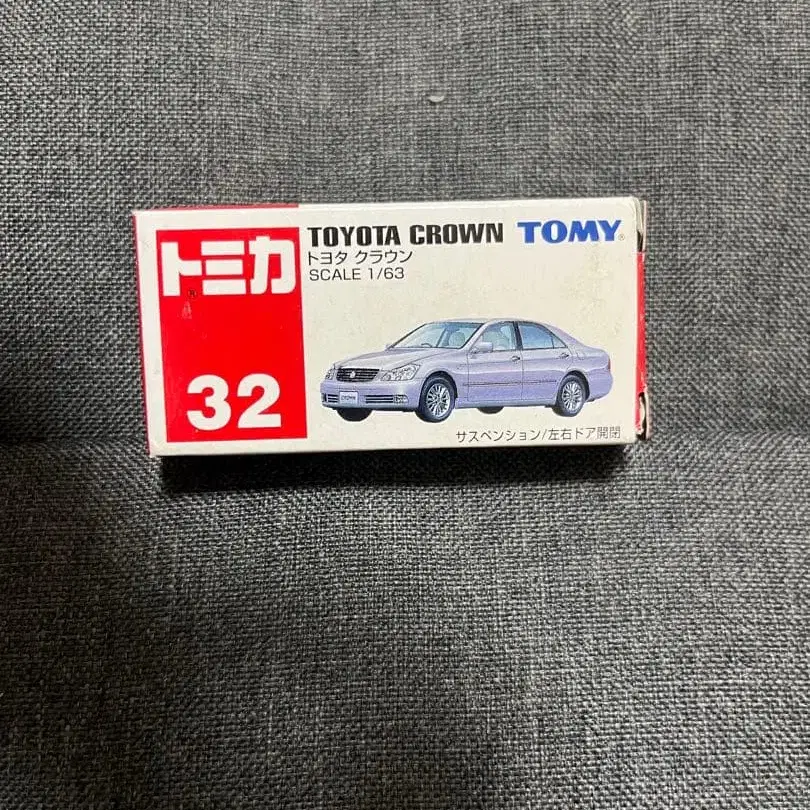 トミカ
32
TOYOTA CROWN TOMY®
トヨタ クラウン
SCALE 1/63
CROWN
サスペンション/左右ドア開閉